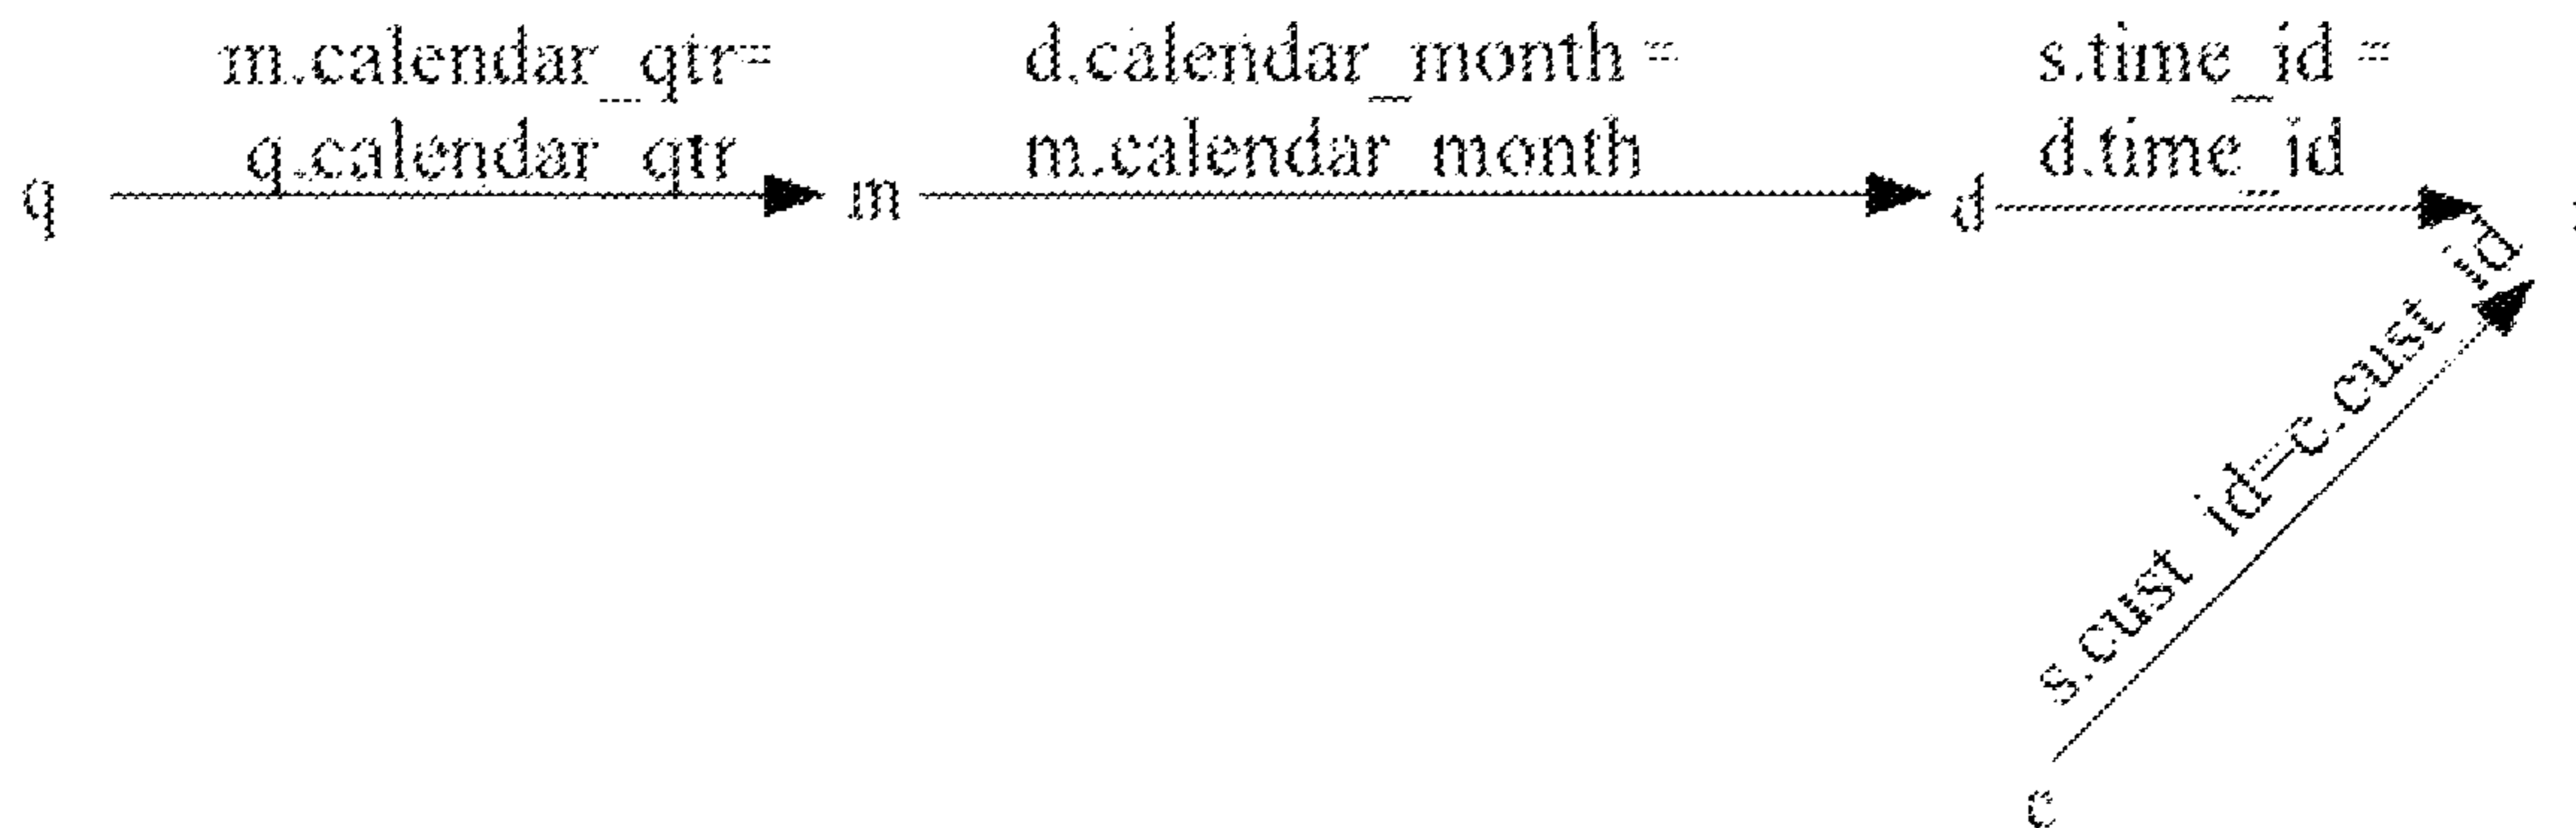 m.calendar_qtr=
q.calendar_qtr
d.calendar_month =
m.calendar_month
s.time_id =
d.time_id
q
m
d
s.cust_id=c.cust_id
c